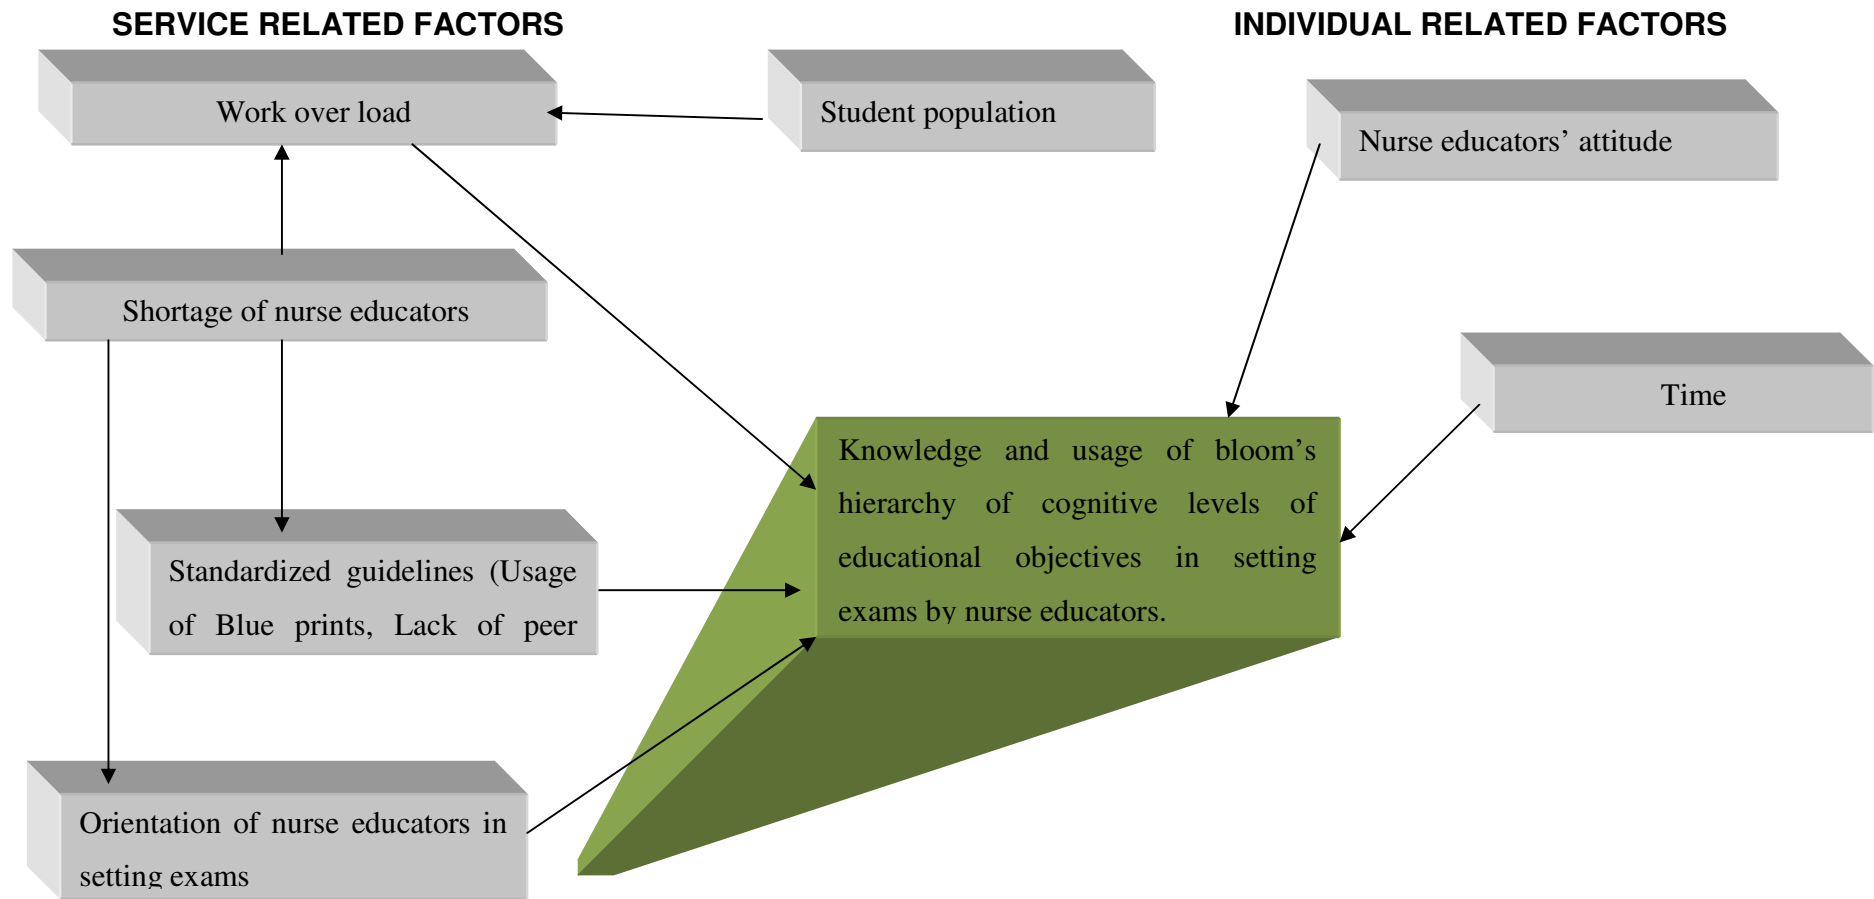 SERVICE RELATED FACTORS
INDIVIDUAL RELATED FACTORS
Work over load
Student population
Nurse educators’ attitude
Shortage of nurse educators
Time
Knowledge and usage of bloom’s
hierarchy of cognitive levels of
educational objectives in setting
exams by nurse educators.
Standardized guidelines (Usage
of Blue prints, Lack of peer
Orientation of nurse educators in
setting exams